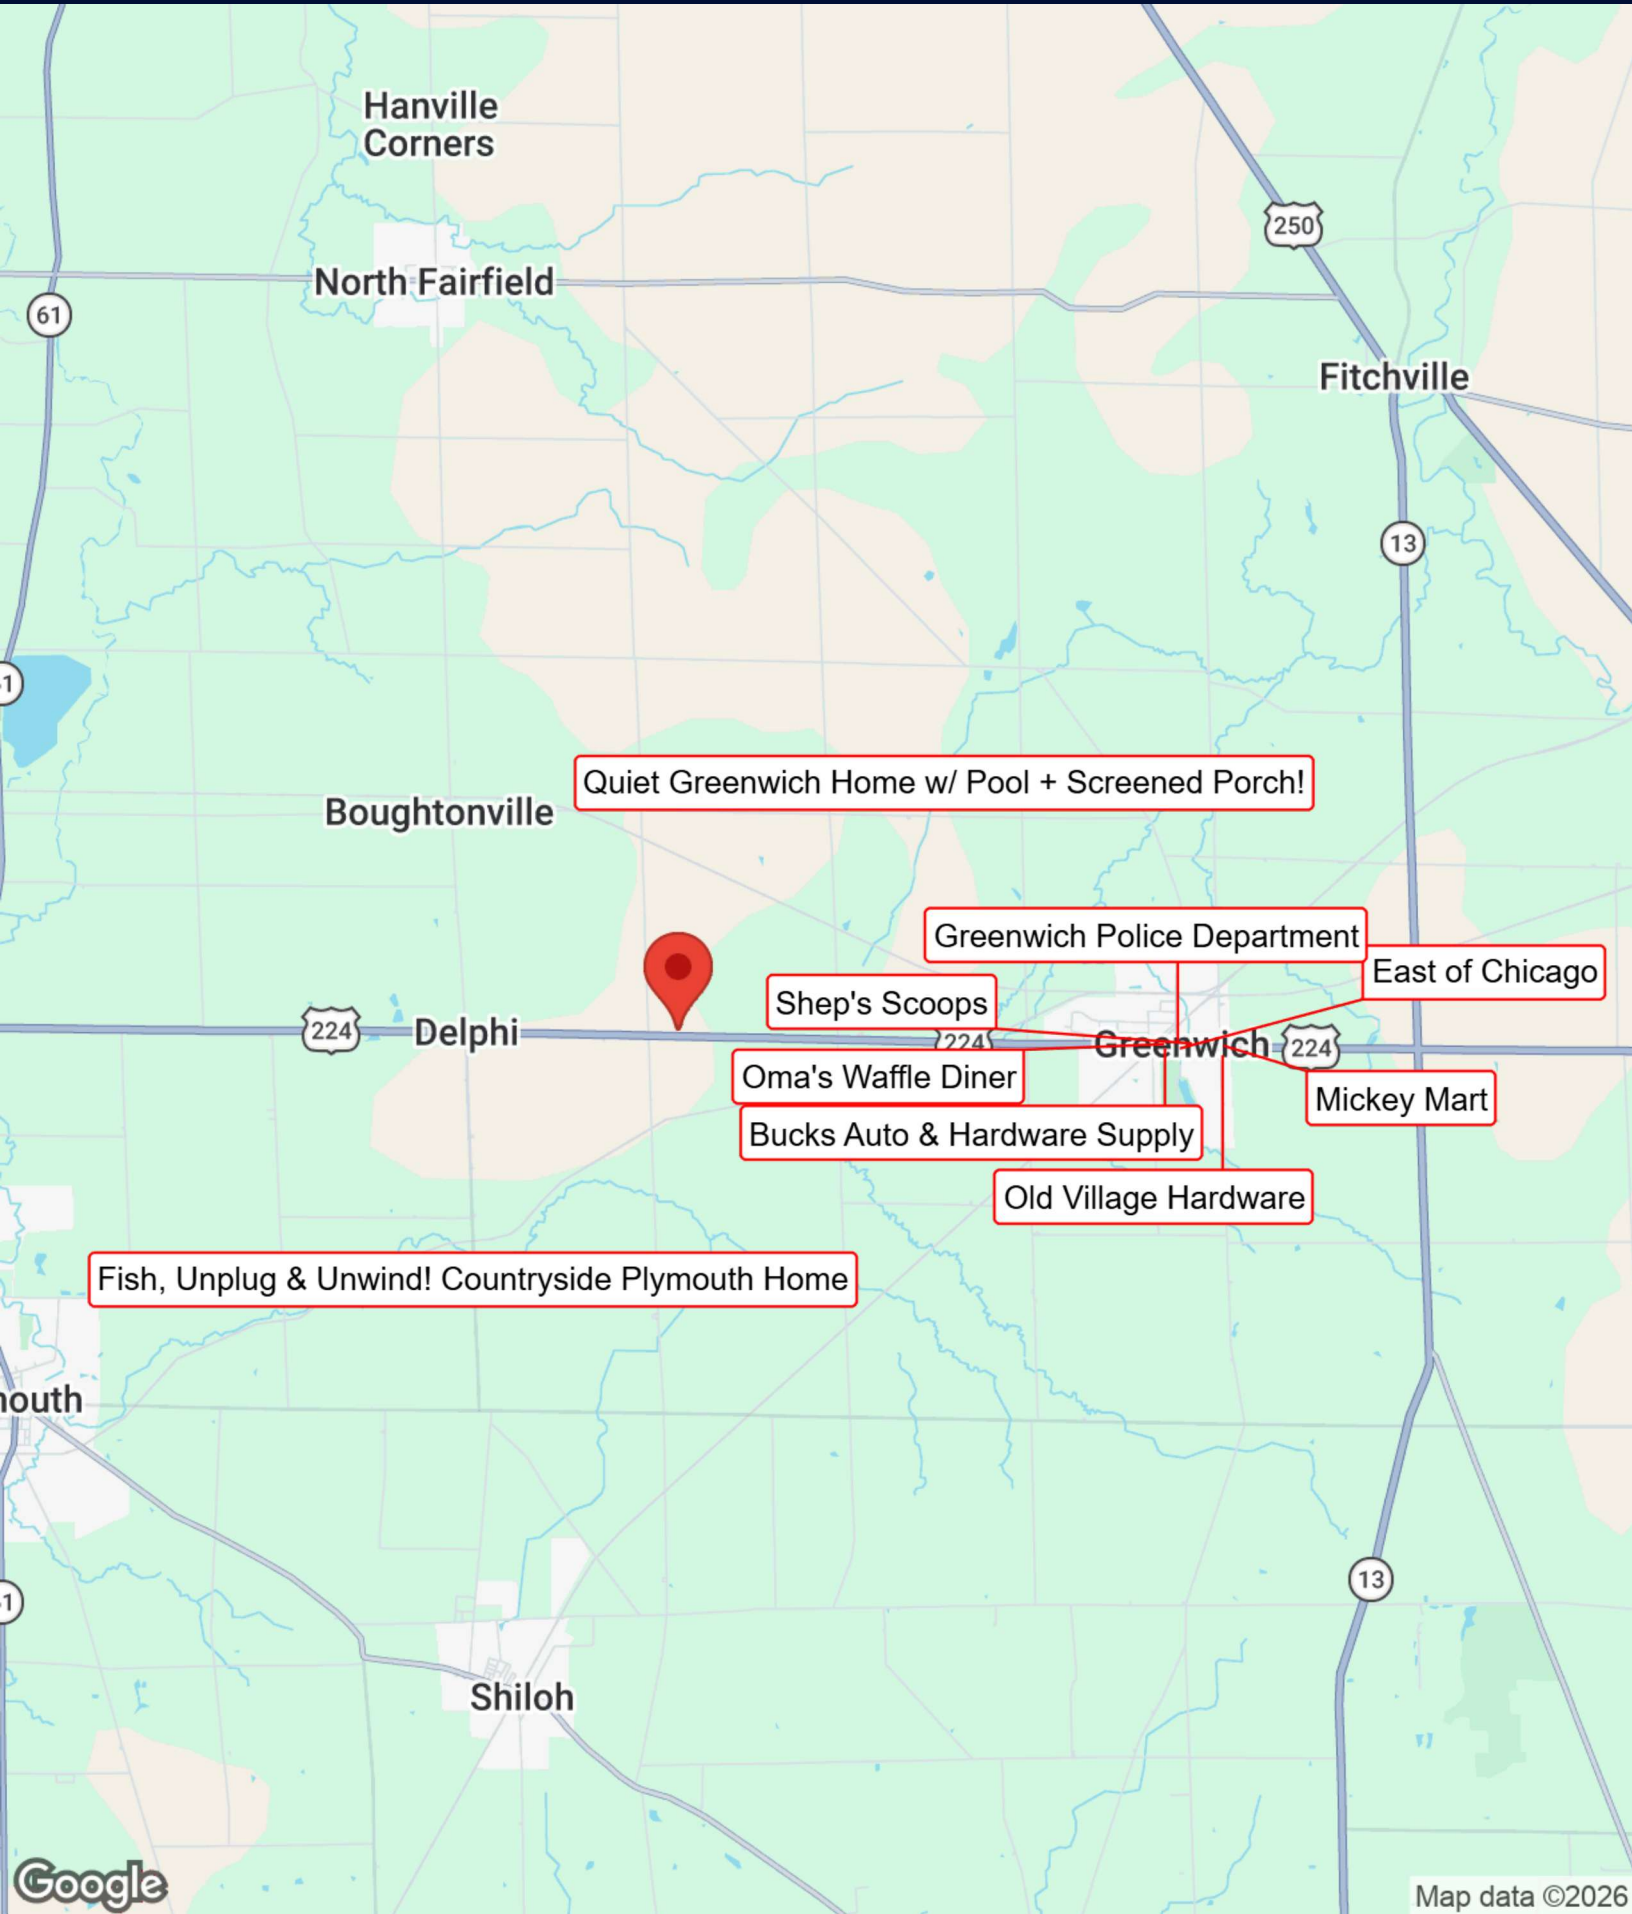 Hanville
Corners
250
North Fairfield
61
Fitchville
13
Quiet Greenwich Home w/ Pool + Screened Porch!
Boughtonville
Greenwich Police Department
East of Chicago
Shep's Scoops
224
Delphi
224
Greenwich
224
Oma's Waffle Diner
Mickey Mart
Bucks Auto & Hardware Supply
Old Village Hardware
Fish, Unplug & Unwind! Countryside Plymouth Home
13
Shiloh
Google
Map data ©2026